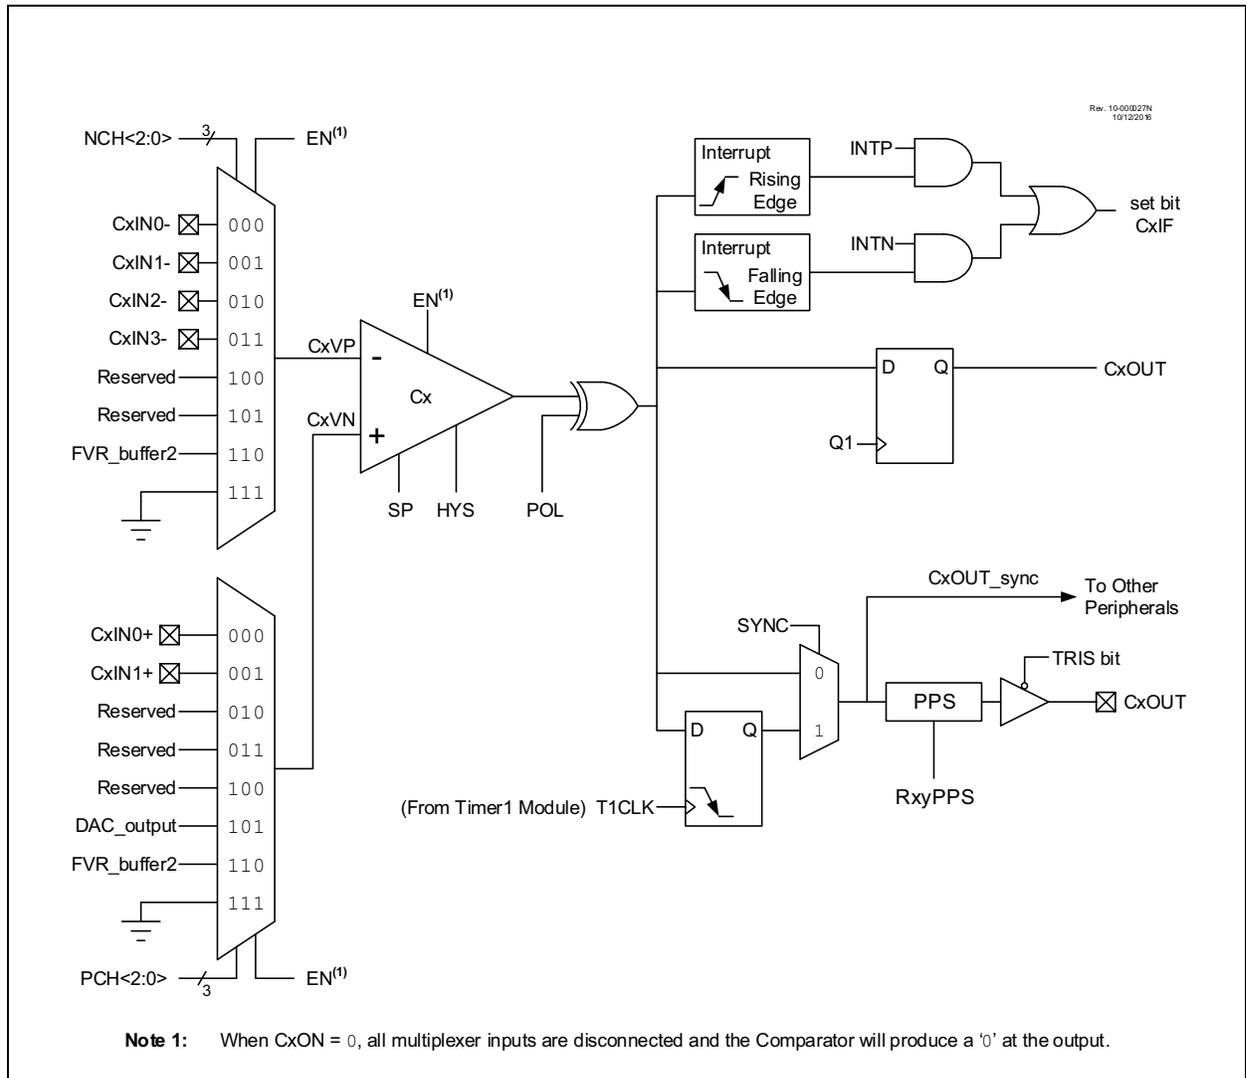 Rev. 10-000027N
10/12/2016
NCH<2:0>
3
EN(1)
CxIN0-
000
CxIN1-
001
CxIN2-
010
CxIN3-
011
Reserved
100
Reserved
101
FVR_buffer2
110
111
CxVP
-
EN(1)
Cx
CxVN
+
SP
HYS
POL
Interrupt
Rising
Edge
INTP
Interrupt
Falling
Edge
INTN
set bit
CxIF
D
Q
CxOUT
Q1
CxIN0+
000
CxIN1+
001
Reserved
010
Reserved
011
Reserved
100
DAC_output
101
FVR_buffer2
110
111
PCH<2:0>
3
EN(1)
CxOUT_sync
To Other
Peripherals
SYNC
0
1
TRIS bit
PPS
CxOUT
RxyPPS
D
Q
(From Timer1 Module) T1CLK
Note 1: When CxON = 0, all multiplexer inputs are disconnected and the Comparator will produce a ‘0’ at the output.